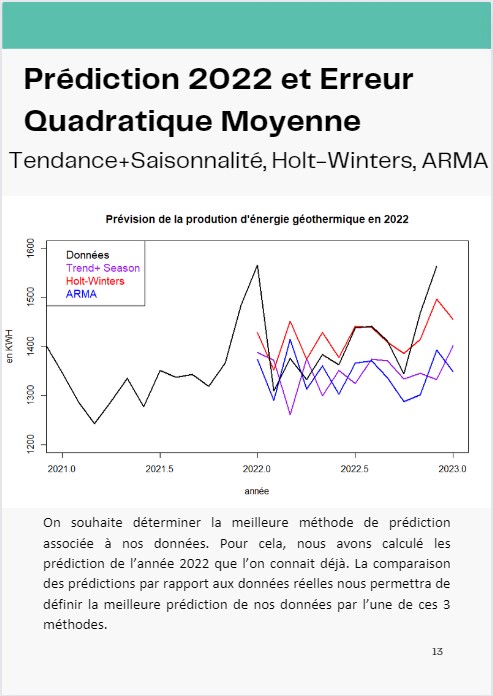 Prédiction 2022 et Erreur
Quadratique Moyenne
Tendance+Saisonnalité, Holt-Winters, ARMA
Prévision de la prodution d'énergie géothermique en 2022
Données
Trend+ Season
Holt-Winters
ARMA
en KWH
1600
1500
1400
1300
1200
2021.0 2021.5 2022.0 2022.5 2023.0
année
On souhaite déterminer la meilleure méthode de prédiction
associée à nos données. Pour cela, nous avons calculé les
prédiction de l'année 2022 que l'on connait déjà. La comparaison
des prédictions par rapport aux données réelles nous permettra de
définir la meilleure prédiction de nos données par l'une de ces 3
méthodes.
13